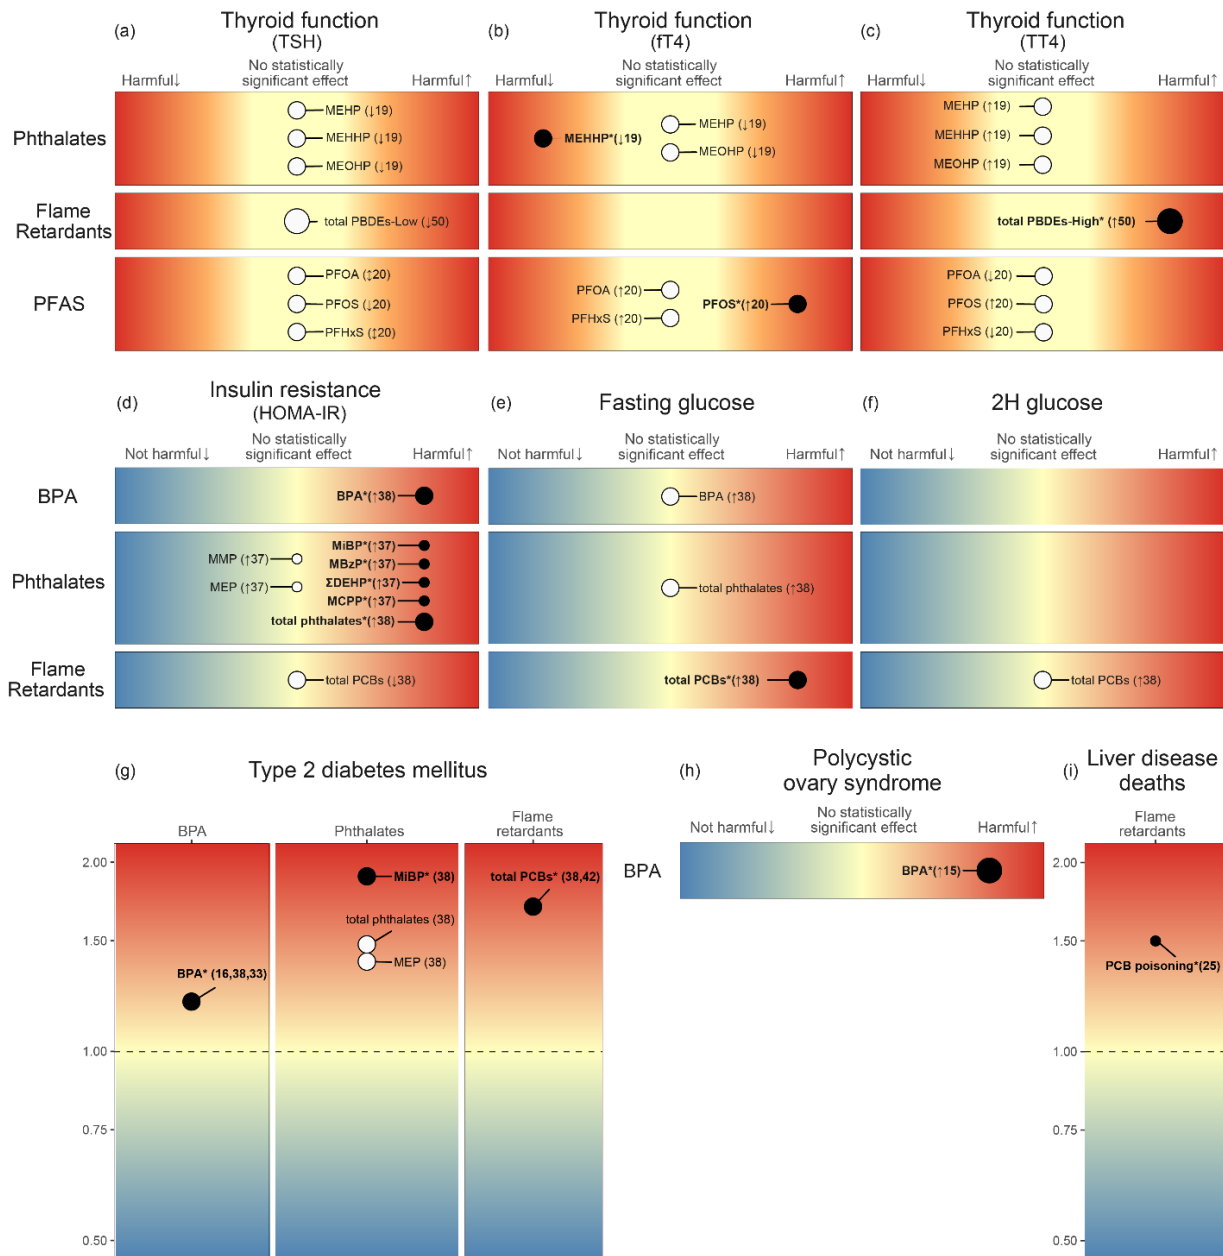 (a) Thyroid function (TSH)
(b) Thyroid function (fT4)
(c) Thyroid function (TT4)
Harmful↓ No statistically significant effect Harmful↑
Harmful↓ No statistically significant effect Harmful↑
Harmful↓ No statistically significant effect Harmful↑
Phthalates
MEHP (↓19)
MEHHP (↓19)
MEOHP (↓19)
MEHHP*(↓19)
MEHP (↓19)
MEOHP (↓19)
MEHP (↑19)
MEHHP (↑19)
MEOHP (↑19)
Flame Retardants
total PBDEs-Low (↓50)
total PBDEs-High* (↑50)
PFAS
PFOA (↕20)
PFOS (↓20)
PFHxS (↕20)
PFOA (↑20)
PFHxS (↑20)
PFOS*(↑20)
PFOA (↓20)
PFOS (↑20)
PFHxS (↓20)
(d) Insulin resistance (HOMA-IR)
(e) Fasting glucose
(f) 2H glucose
Not harmful↓ No statistically significant effect Harmful↑
Not harmful↓ No statistically significant effect Harmful↑
Not harmful↓ No statistically significant effect Harmful↑
BPA
BPA*(↑38)
BPA (↑38)
Phthalates
MMP (↑37)
MEP (↑37)
MiBP*(↑37)
MBzP*(↑37)
ΣDEHP*(↑37)
MCPP*(↑37)
total phthalates*(↑38)
total phthalates (↑38)
Flame Retardants
total PCBs (↓38)
total PCBs*(↑38)
total PCBs (↑38)
(g) Type 2 diabetes mellitus
BPA
Phthalates
Flame retardants
2.00
1.50
1.00
0.75
0.50
BPA* (16,38,33)
MiBP* (38)
total phthalates (38)
MEP (38)
total PCBs* (38,42)
(h) Polycystic ovary syndrome
Not harmful↓ No statistically significant effect Harmful↑
BPA
BPA*(↑15)
(i) Liver disease deaths
Flame retardants
2.00
1.50
1.00
0.75
0.50
PCB poisoning*(25)